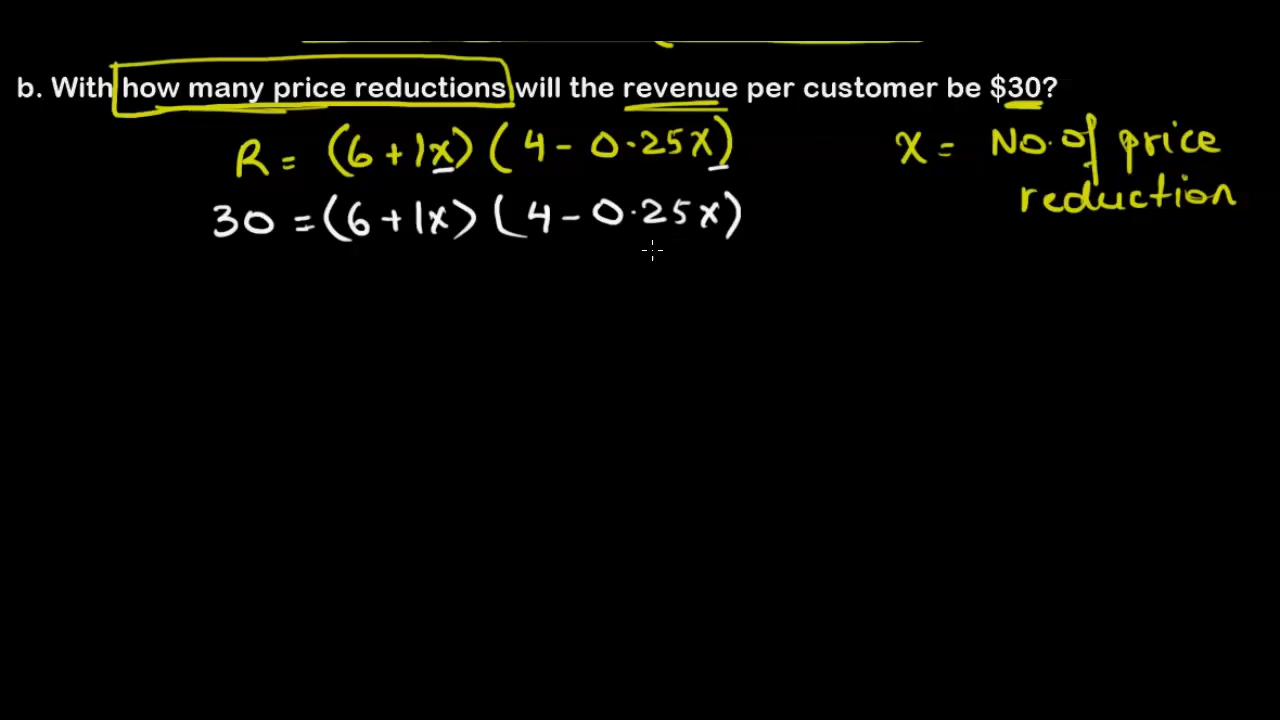 b. With how many price reductions will the revenue per customer be $30?
R = (6+1x)(4-0.25x)
x = No. of price
reduction
30 = (6+1x)(4-0.25x)